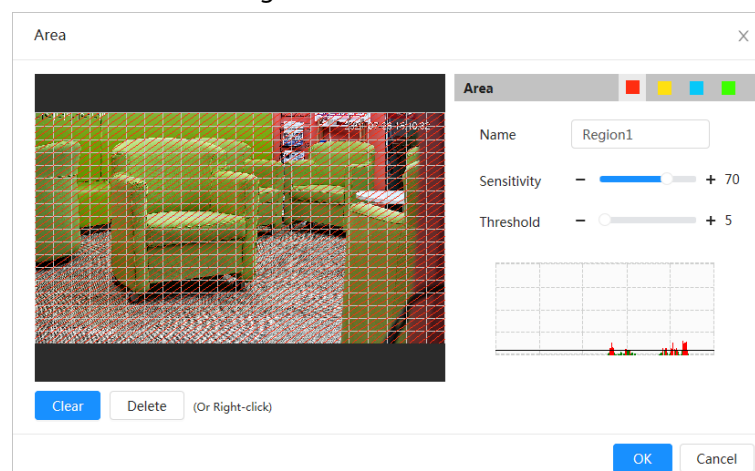 Area
X
Area
Name
Region1
Sensitivity
− + 70
Threshold
− + 5
Clear
Delete
(Or Right-click)
OK
Cancel